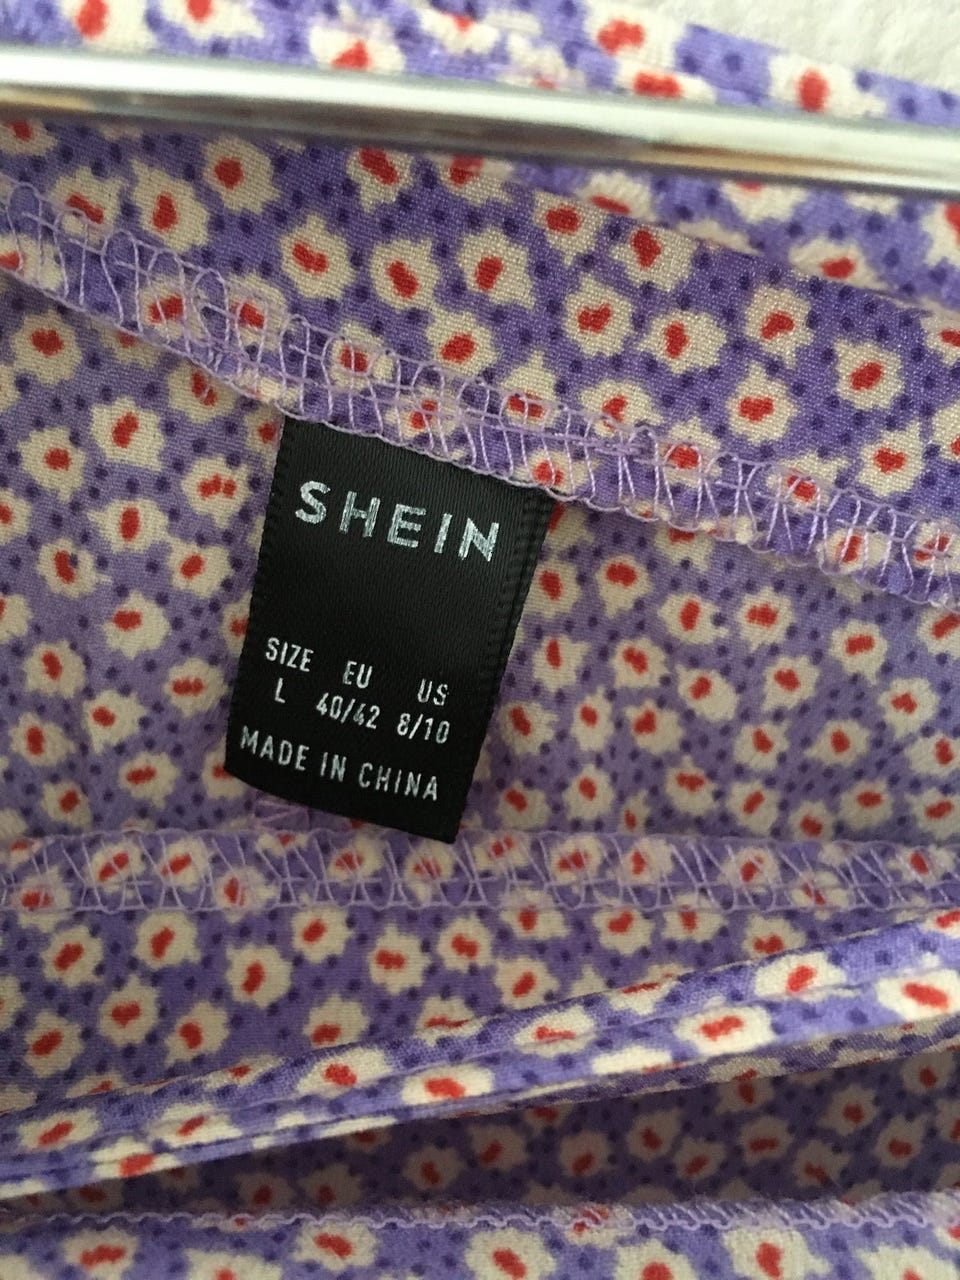 SHEIN
SIZE EU US
L 40/42 8/10
MADE IN CHINA